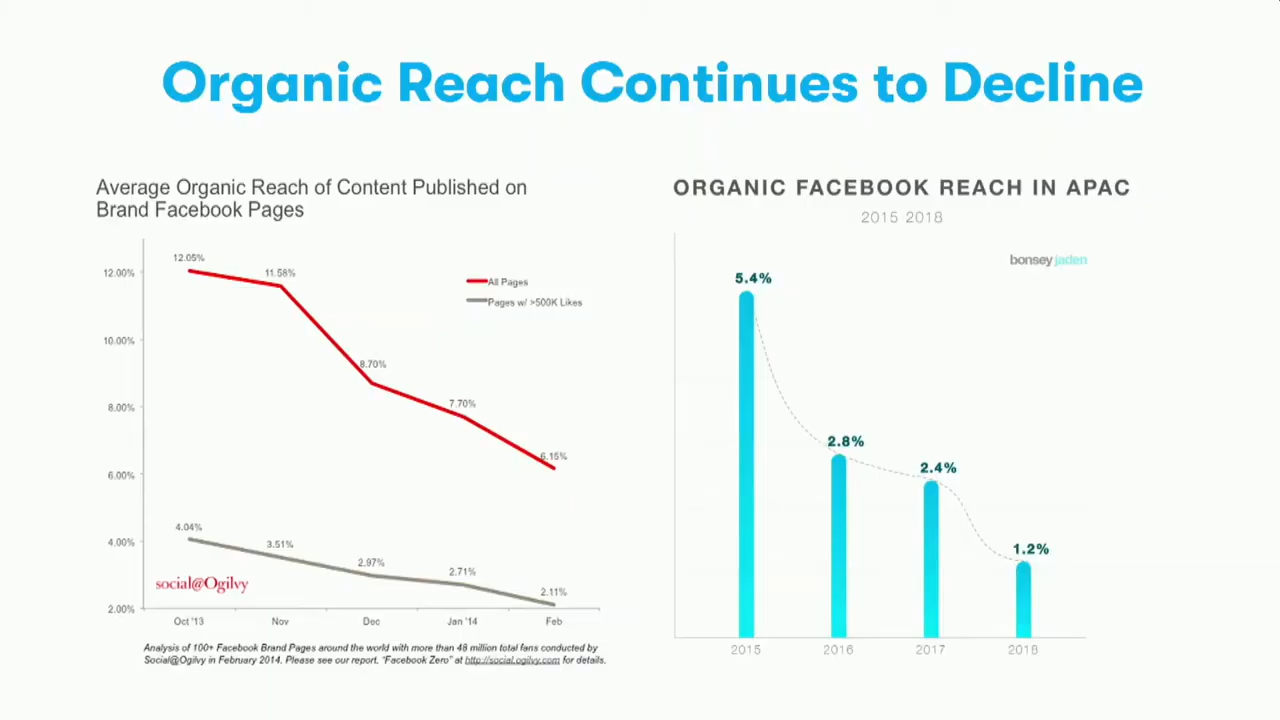 Organic Reach Continues to Decline
Average Organic Reach of Content Published on
Brand Facebook Pages
12.00%
10.00%
8.00%
6.00%
4.00%
2.00%
12.05%
11.58%
8.70%
7.70%
6.15%
4.04%
3.51%
2.97%
2.71%
2.11%
All Pages
Pages w/ >500K Likes
social@Ogilvy
Oct '13
Nov
Dec
Jan '14
Feb
Analysis of 100+ Facebook Brand Pages around the world with more than 48 million total fans conducted by
Social@Ogilvy in February 2014. Please see our report, "Facebook Zero" at http://social.ogilvy.com for details.
ORGANIC FACEBOOK REACH IN APAC
2015 2018
bonsey jaden
5.4%
2.8%
2.4%
1.2%
2015
2016
2017
2018